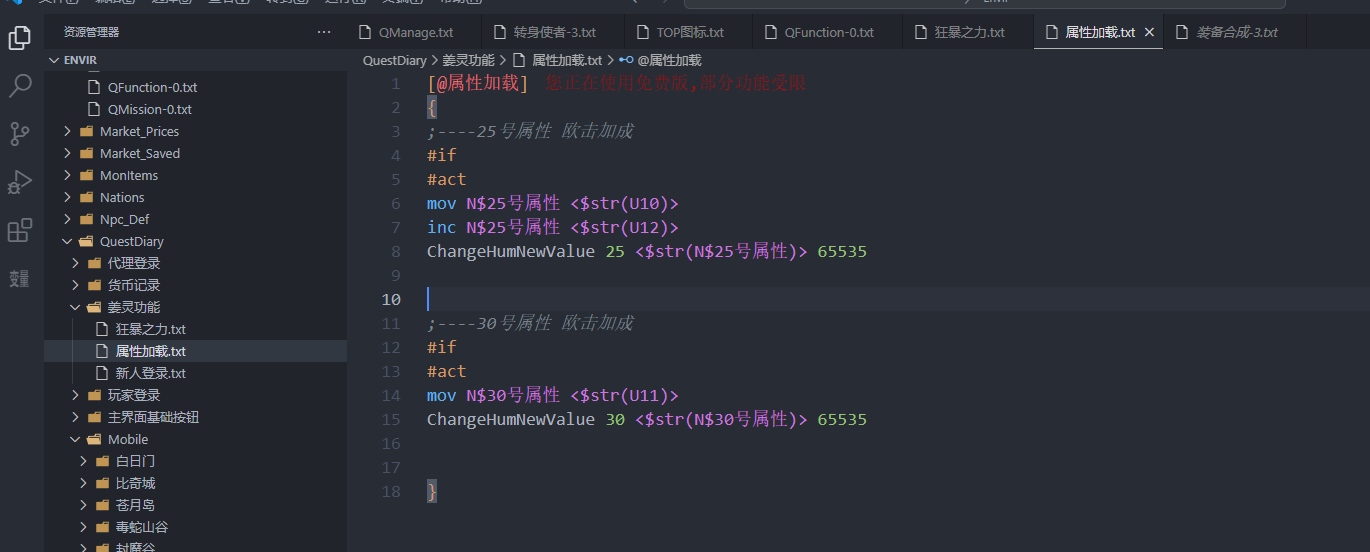 QManage.txt
转身使者-3.txt
TOP图标.txt
QFunction-0.txt
狂暴之力.txt
属性加载.txt
装备合成-3.txt
资源管理器
ENVIR
QFunction-0.txt
QMission-0.txt
Market_Prices
Market_Saved
MonItems
Nations
Npc_Def
QuestDiary
代理登录
货币记录
姜灵功能
狂暴之力.txt
属性加载.txt
新人登录.txt
玩家登录
主界面基础按钮
Mobile
白日门
比奇城
苍月岛
毒蛇山谷
封魔谷
QuestDiary > 姜灵功能 > 属性加载.txt > @属性加载
1 [@属性加载] 您正在使用免费版,部分功能受限
2 {
3 ;----25号属性 欧击加成
4 #if
5 #act
6 mov N$25号属性 <$str(U10)>
7 inc N$25号属性 <$str(U12)>
8 ChangeHumNewValue 25 <$str(N$25号属性)> 65535
9
10
11 ;----30号属性 欧击加成
12 #if
13 #act
14 mov N$30号属性 <$str(U11)>
15 ChangeHumNewValue 30 <$str(N$30号属性)> 65535
16
17
18 }
变量